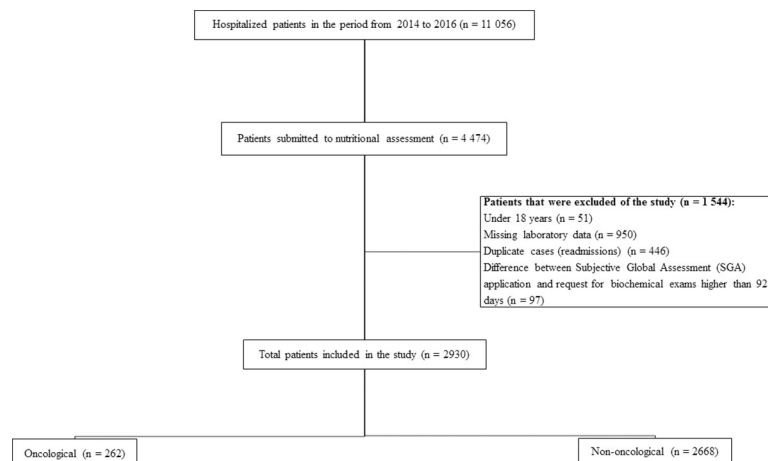 Hospitalized patients in the period from 2014 to 2016 (n = 11 056)
Patients submitted to nutritional assessment (n = 4 474)
Patients that were excluded of the study (n = 1 544):
Under 18 years (n = 51)
Missing laboratory data (n = 950)
Duplicate cases (readmissions) (n = 446)
Difference between Subjective Global Assessment (SGA)
application and request for biochemical exams higher than 92
days (n = 97)
Total patients included in the study (n = 2930)
Oncological (n = 262)
Non-oncological (n = 2668)